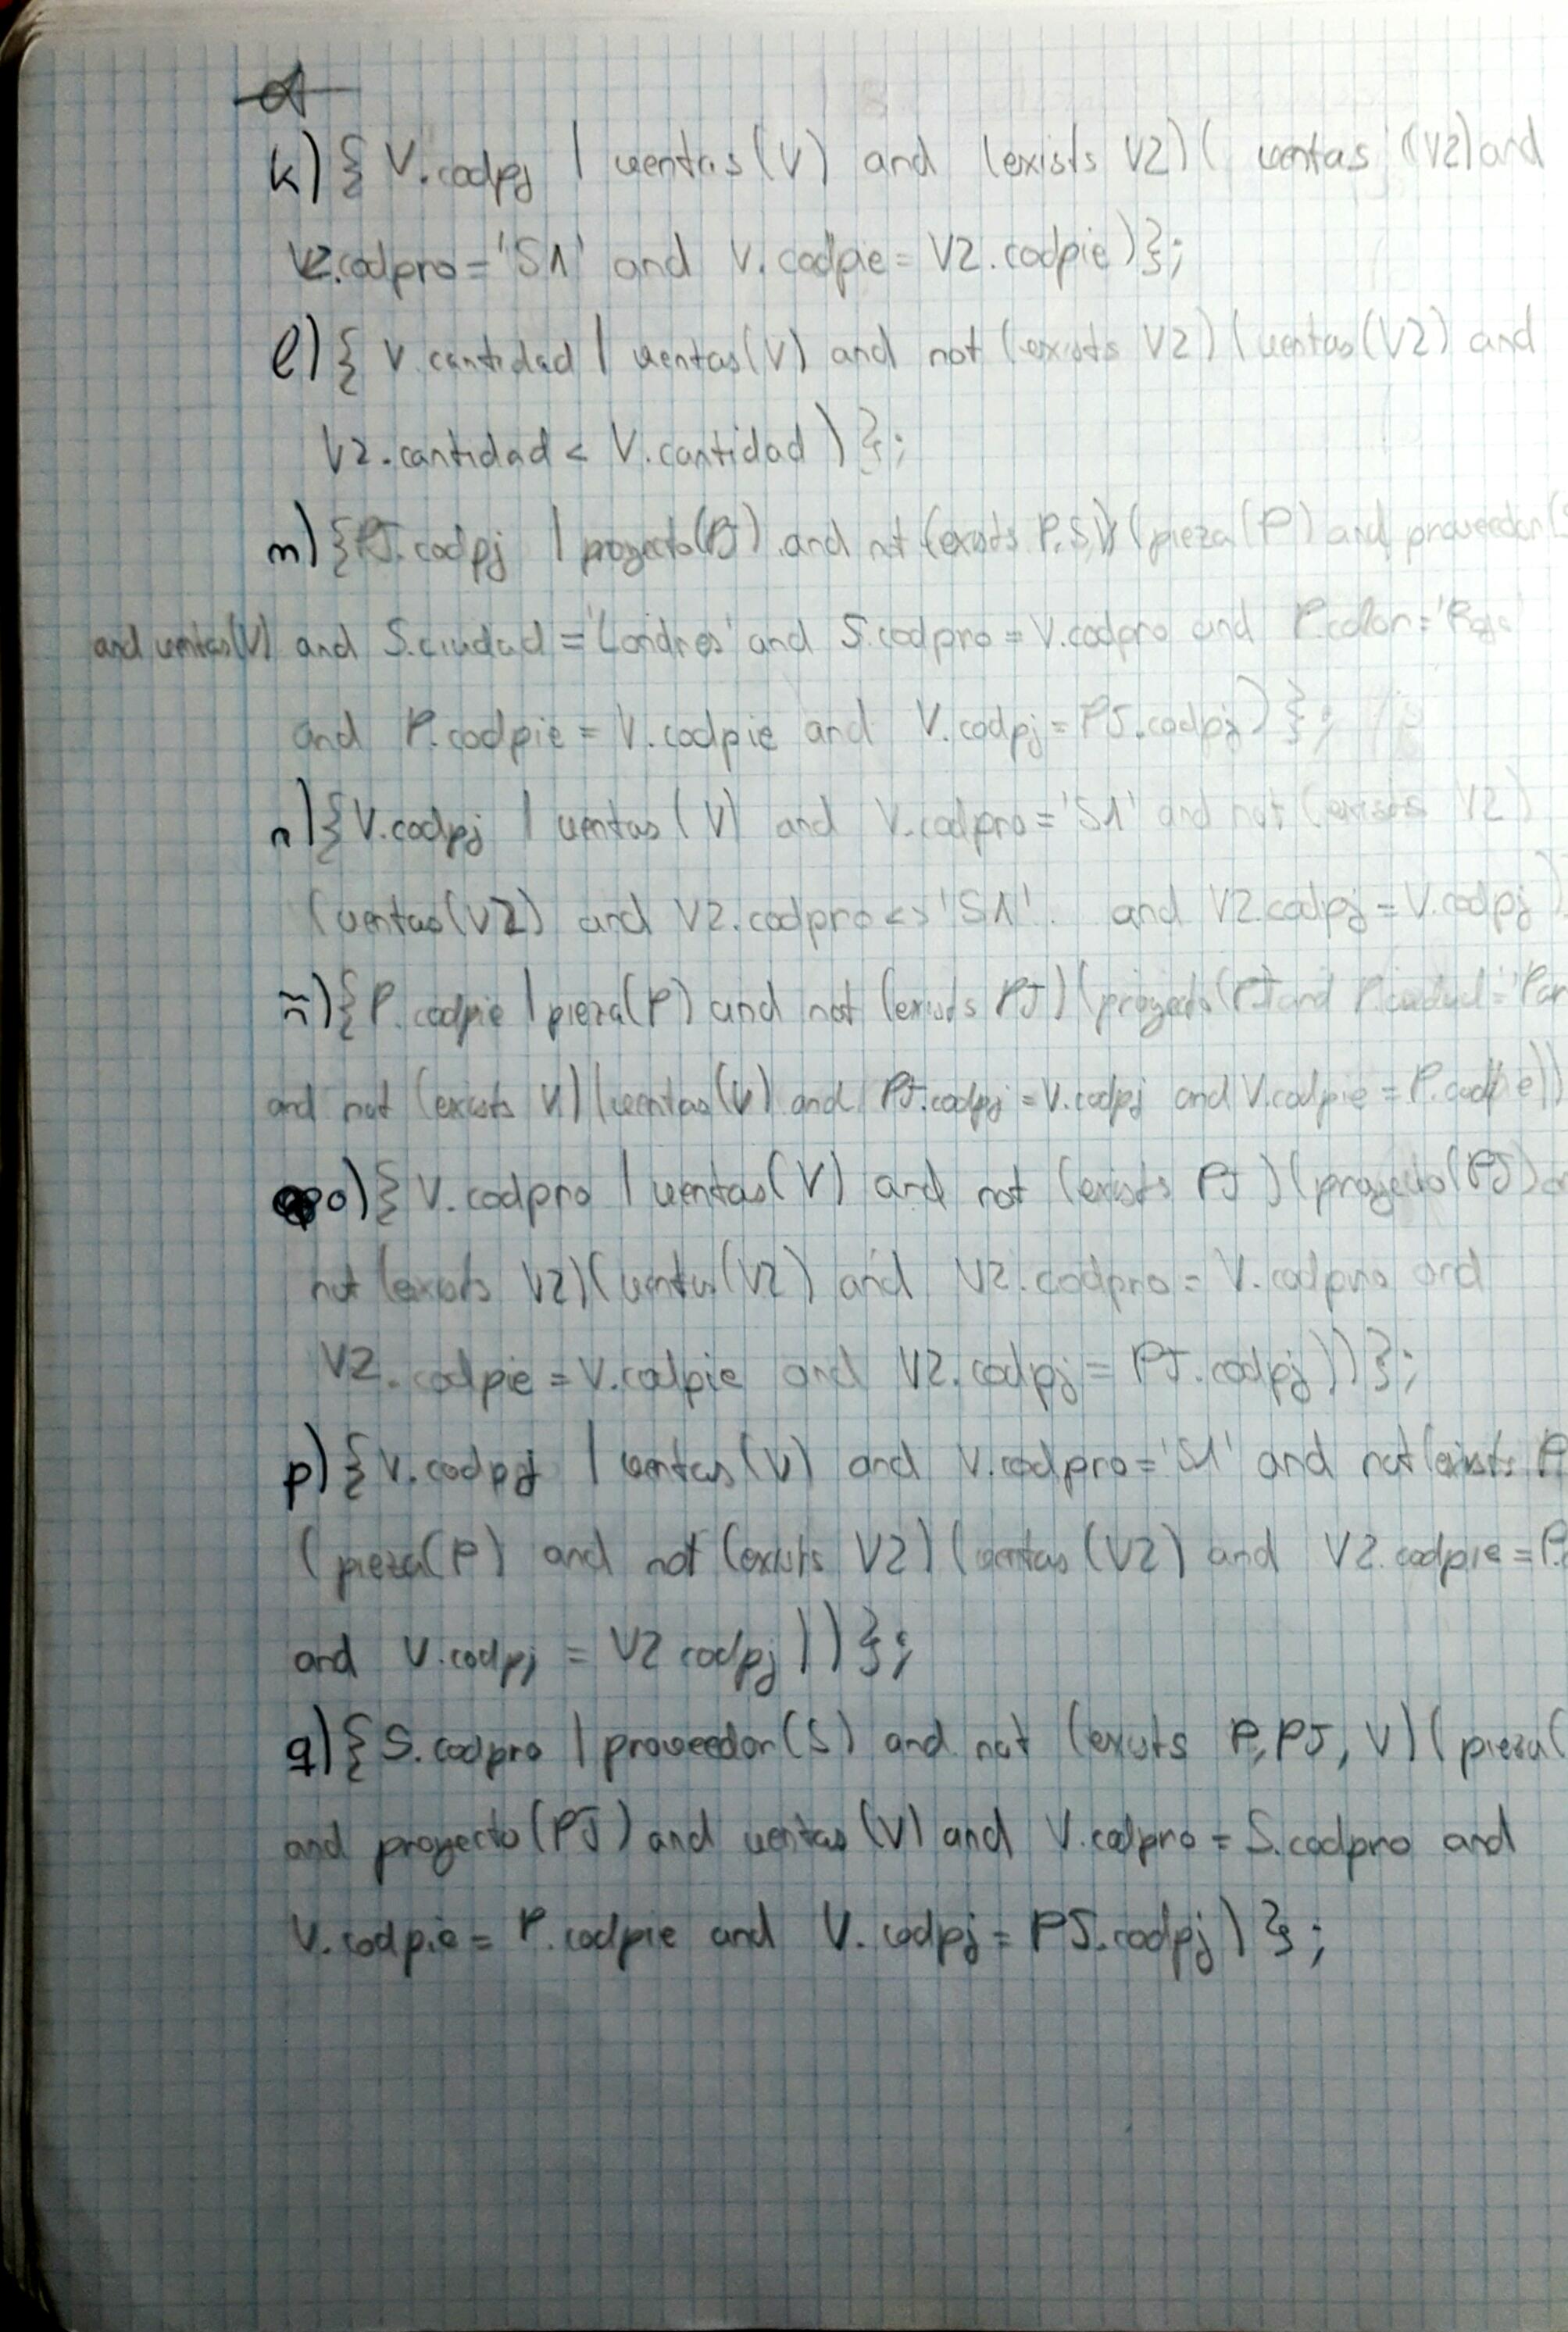 k) { V.codpj | ventas(V) and (exists V2)( ventas (V2) and
V2.codpro='S1' and V.codpie = V2.codpie)};
l) { V.cantidad | ventas(V) and not (exists V2) (ventas(V2) and
V2.cantidad < V.cantidad ) };
m) {PJ.codpj | proyecto(PJ) and not (exists P,S,V) (pieza(P) and proveedor(S
and ventas(V) and S.ciudad = 'Londres' and S.codpro = V.codpro and P.color='Rojo'
and P.codpie = V.codpie and V.codpj = PJ.codpj ) };
n) {V.codpj | ventas (V) and V.codpro='S1' and not (exists V2)
(ventas(V2) and V2.codpro <> 'S1' and V2.codpj = V.codpj )
ñ) {P.codpie | pieza(P) and not (exists PJ) (proyecto(PJ) and P.ciudad='Par
and not (exists V) (ventas(V) and PJ.codpj = V.codpj and V.codpie = P.codpie))
o) { V.codpro | ventas(V) and not (exists PJ ) (proyecto(PJ)
not (exists V2) (ventas(V2) and V2.codpro = V.codpro and
V2.codpie = V.codpie and V2.codpj = PJ.codpj))};
p) {V.codpj | ventas(V) and V.codpro='S1' and not (exists P
(pieza(P) and not (exists V2) (ventas (V2) and V2.codpie = P.
and V.codpj = V2.codpj ))};
q) {S.codpro | proveedor(S) and not (exists P,PJ,V) ( pieza(
and proyecto(PJ) and ventas (V) and V.codpro = S.codpro and
V.codpie = P.codpie and V.codpj = PJ.codpj ) };